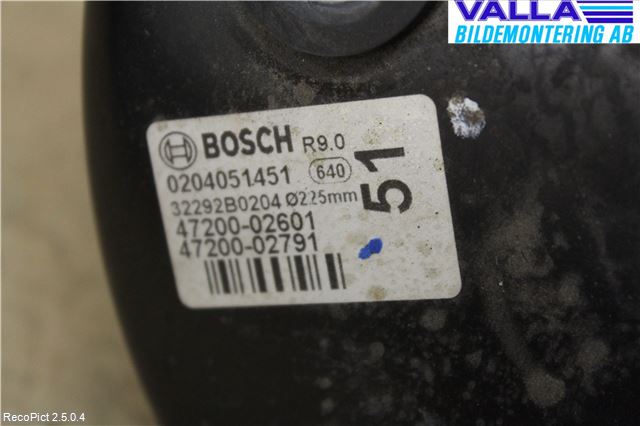 VALLA
BILDEMONTERING AB
BOSCH R9.0
0204051451 640
32292B0204 Ø225mm
47200-02601
47200-02791
51
RecoPict 2.5.0.4